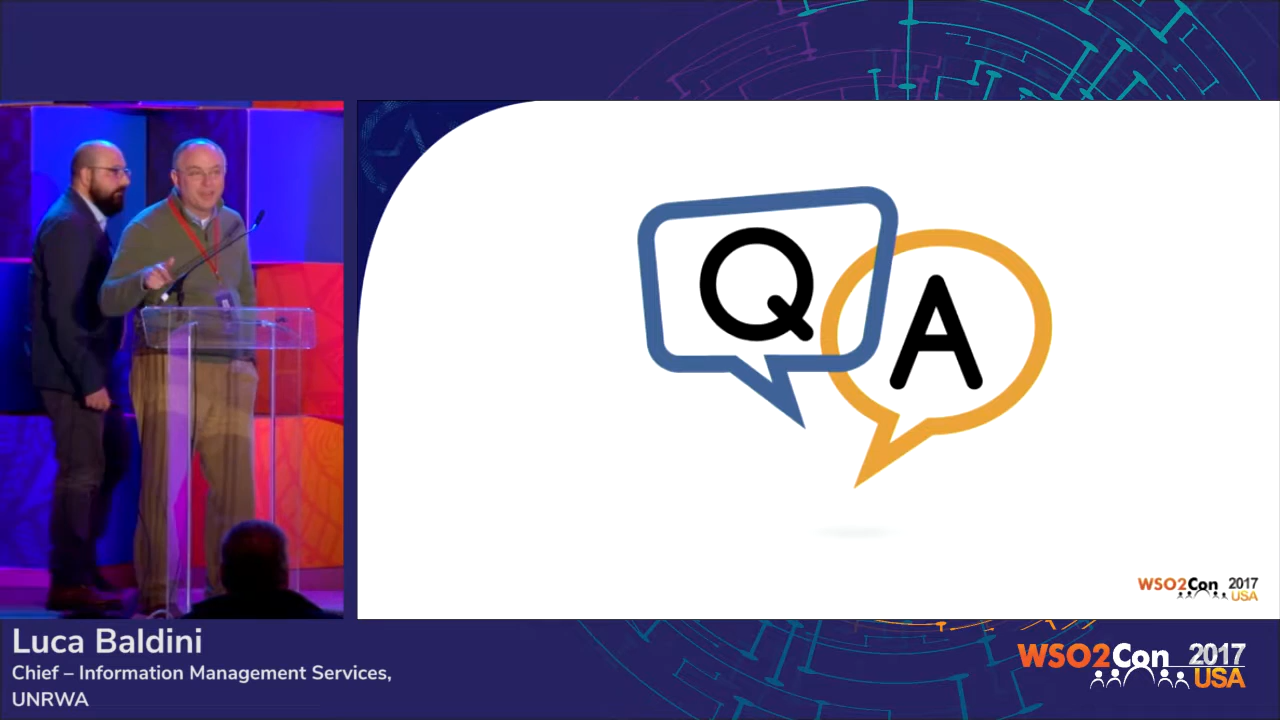 Q A
WSO2Con 2017
USA
Luca Baldini
Chief – Information Management Services,
UNRWA
WSO2Con 2017
USA